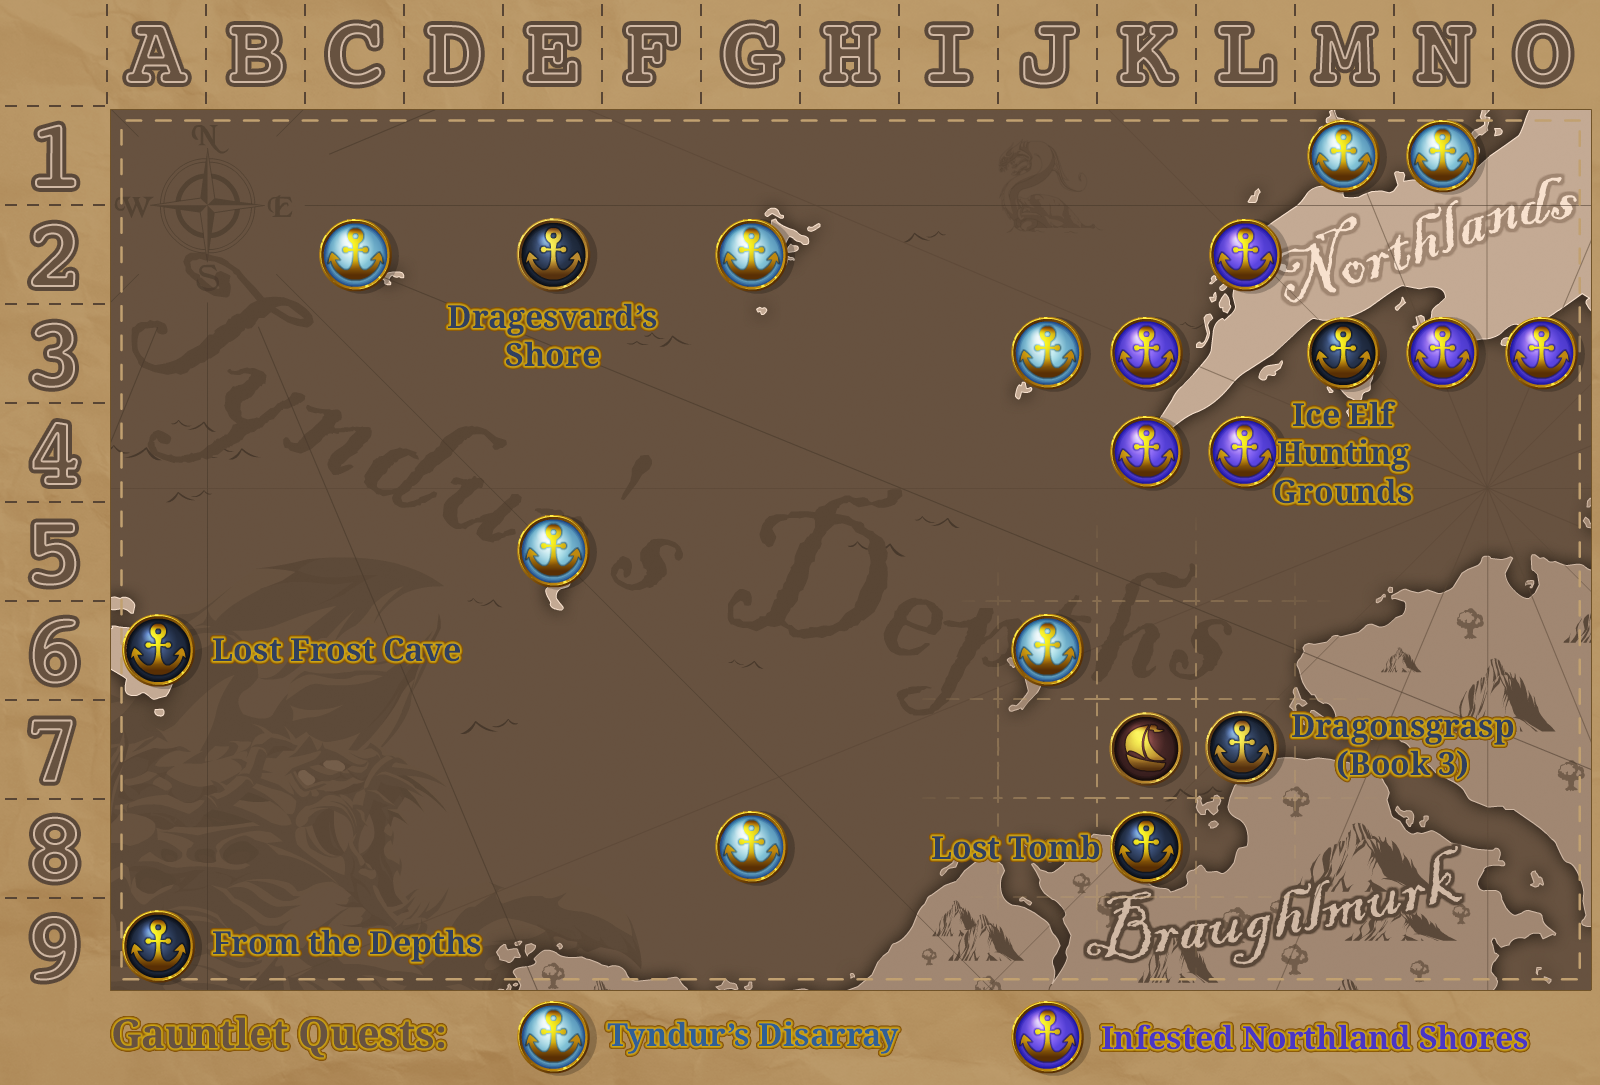 A B C D E F G H I J K L M N O
1
N
W E
S
2
Northlands
Dragesvard's
Shore
3
Tyndur's Depths
Ice Elf
Hunting
Grounds
4
5
6
Lost Frost Cave
7
Dragonsgrasp
(Book 3)
8
Lost Tomb
Braughlmurk
9
From the Depths
Gauntlet Quests:
Tyndur's Disarray
Infested Northland Shores